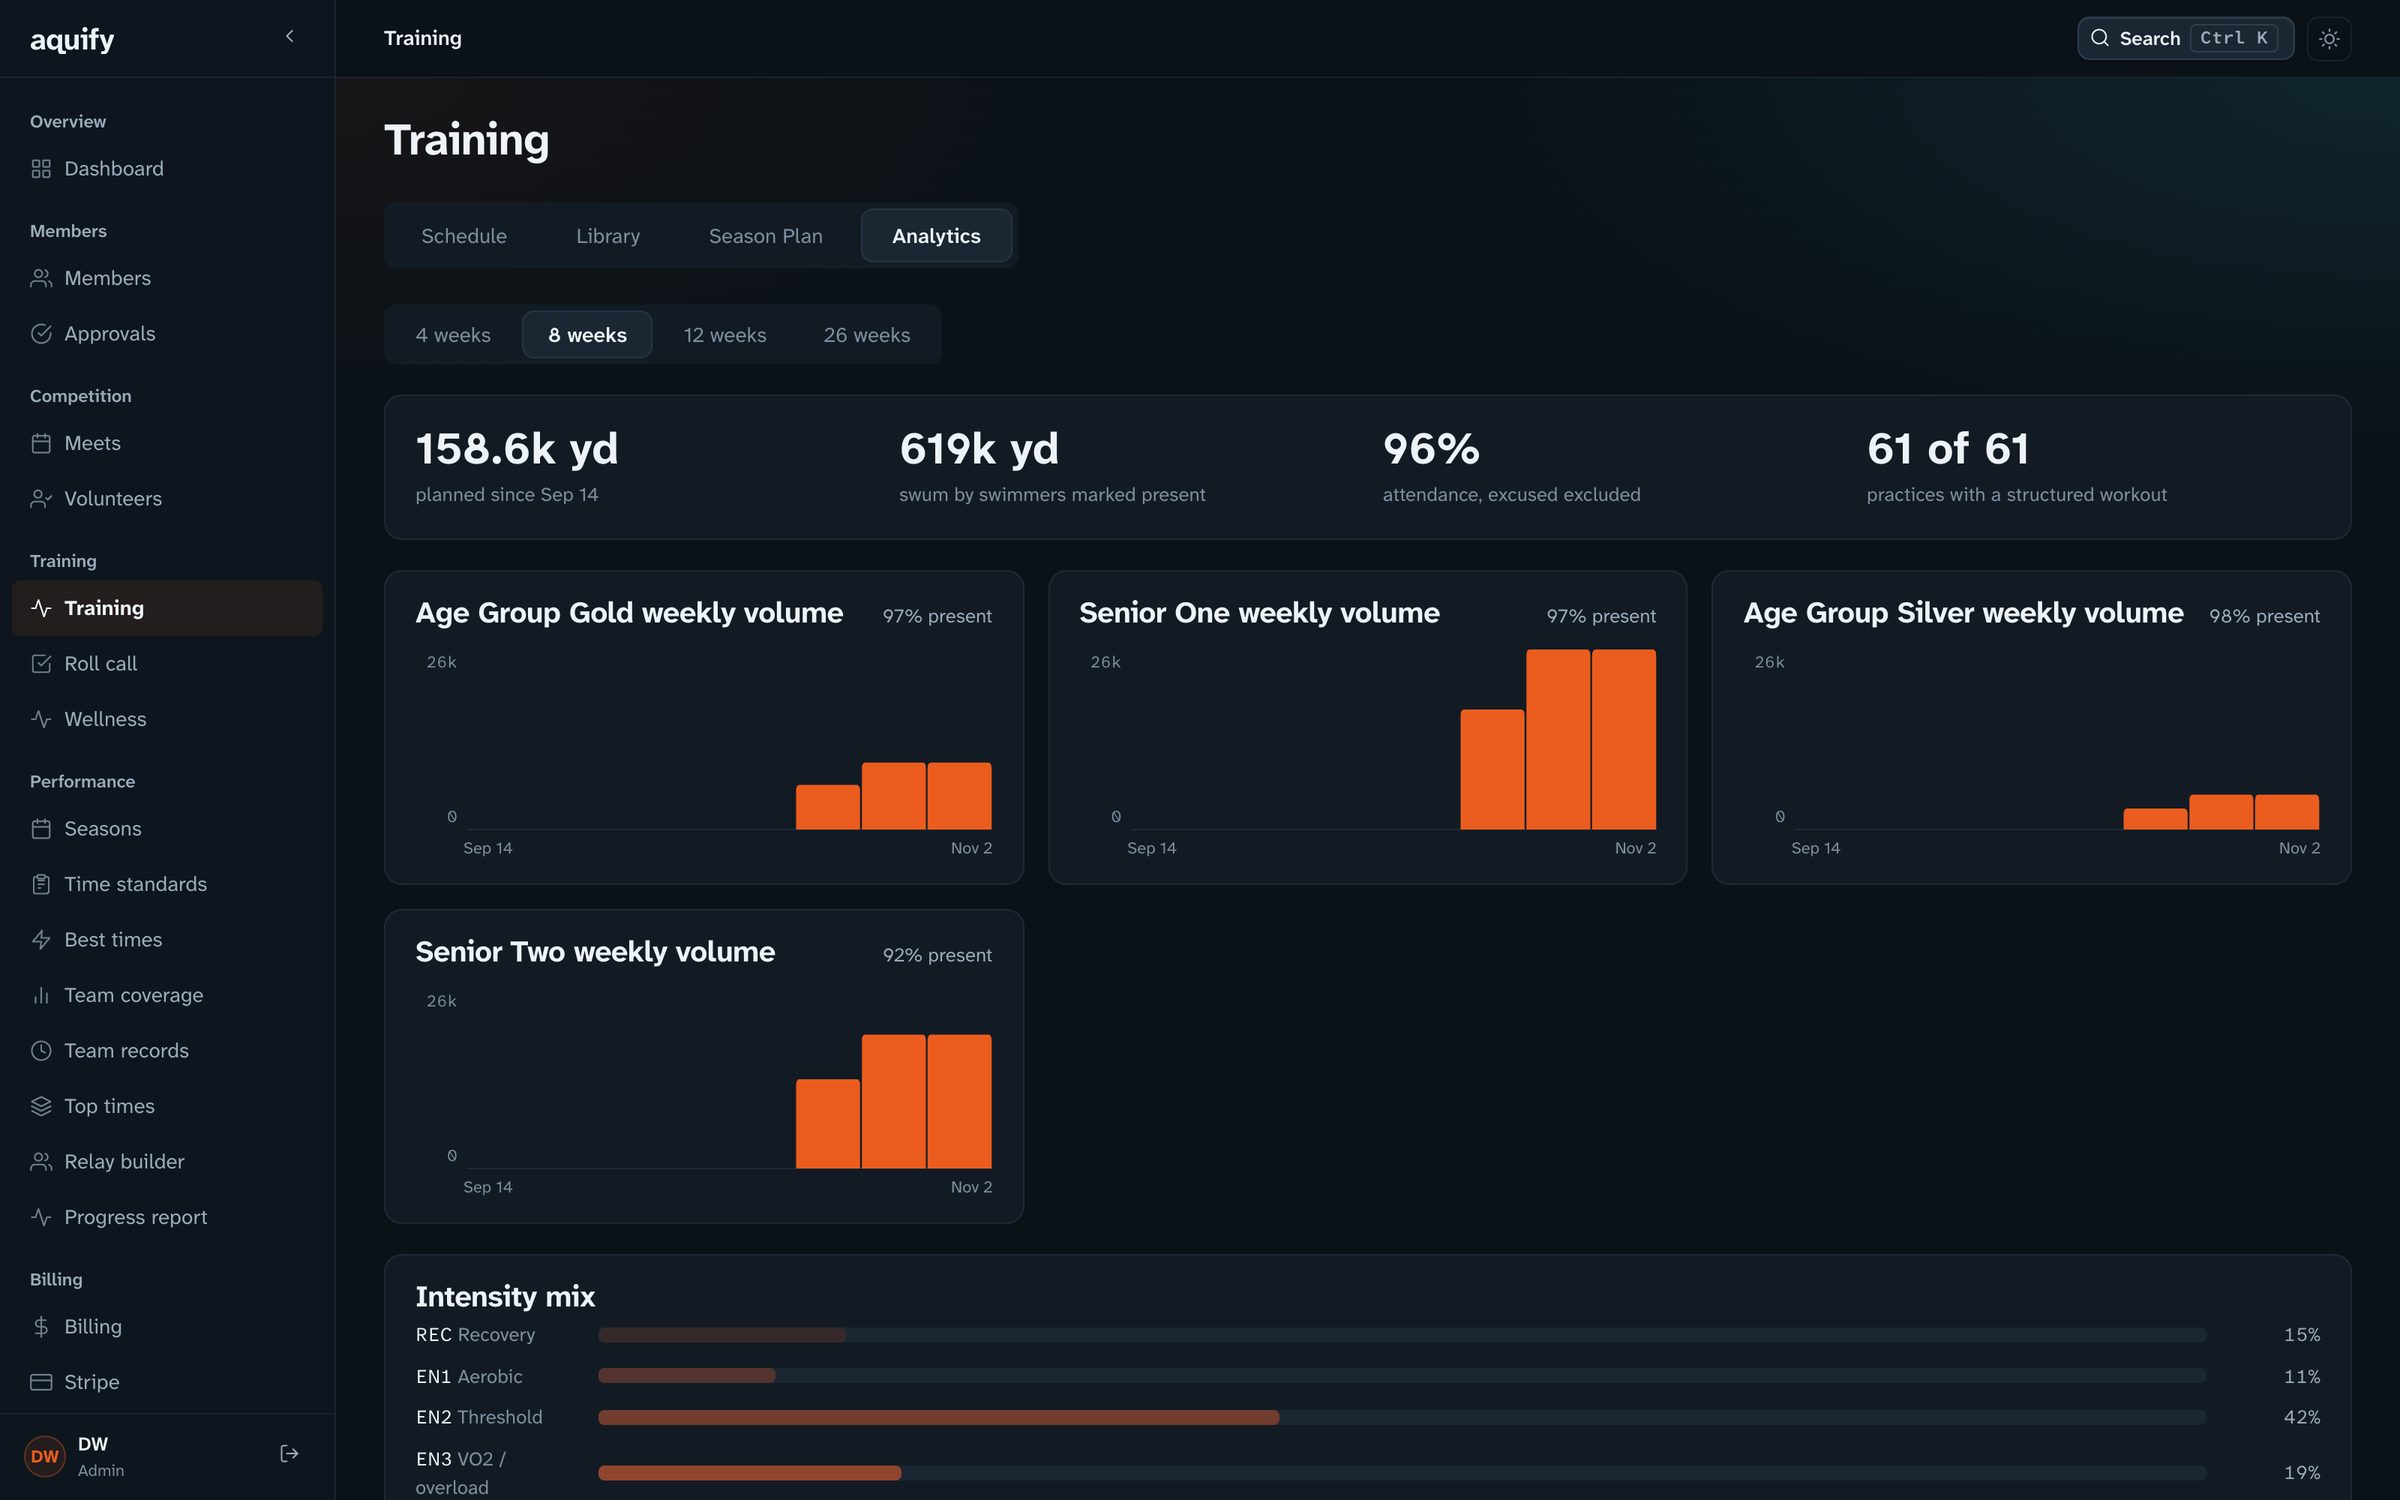 aquify
Training
Search Ctrl K
Overview
Dashboard
Members
Members
Approvals
Competition
Meets
Volunteers
Training
Training
Roll call
Wellness
Performance
Seasons
Time standards
Best times
Team coverage
Team records
Top times
Relay builder
Progress report
Billing
Billing
Stripe
DW
DW
Admin
Training
Schedule Library Season Plan Analytics
4 weeks 8 weeks 12 weeks 26 weeks
158.6k yd
planned since Sep 14
619k yd
swum by swimmers marked present
96%
attendance, excused excluded
61 of 61
practices with a structured workout
Age Group Gold weekly volume 97% present
26k
0
Sep 14 Nov 2
Senior One weekly volume 97% present
26k
0
Sep 14 Nov 2
Age Group Silver weekly volume 98% present
26k
0
Sep 14 Nov 2
Senior Two weekly volume 92% present
26k
0
Sep 14 Nov 2
Intensity mix
REC Recovery 15%
EN1 Aerobic 11%
EN2 Threshold 42%
EN3 VO2 / 19%
overload